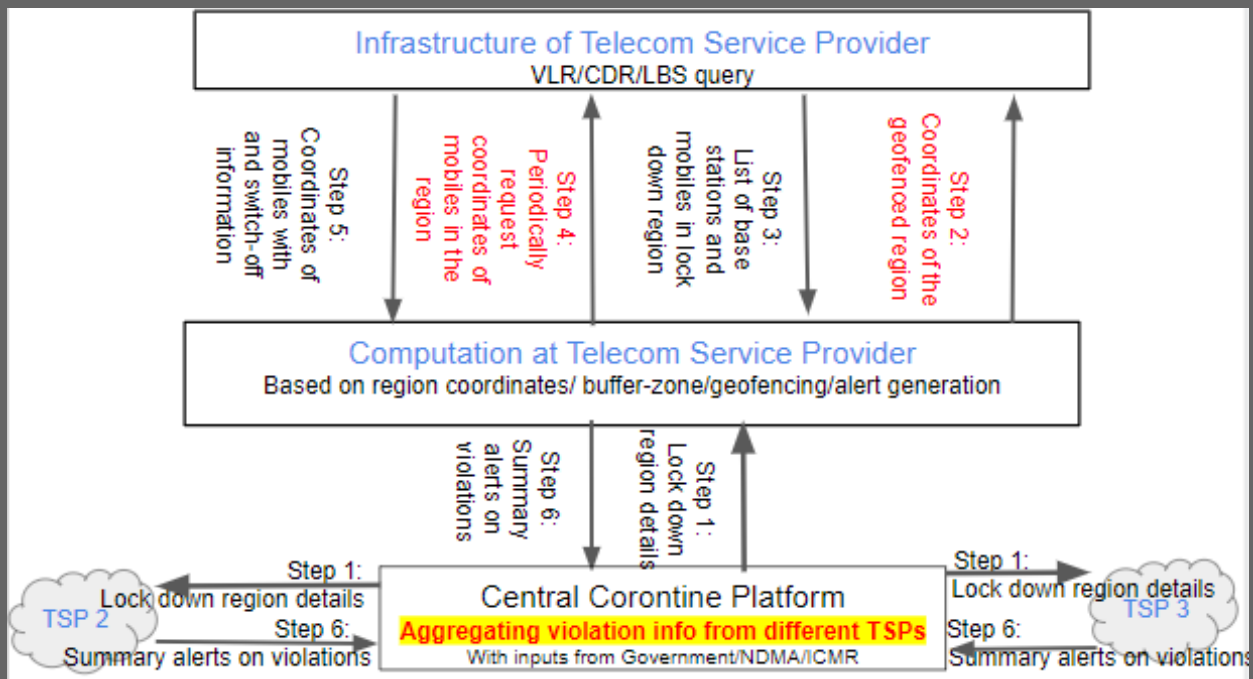 Infrastructure of Telecom Service Provider
VLR/CDR/LBS query
Step 5:
Coordinates of
mobiles with
and switch-off
information
Step 4:
Periodically
request
coordinates of
mobiles in the
region
Step 3:
List of base
stations and
mobiles in lock
down region
Step 2:
Coordinates of the
geofenced region
Computation at Telecom Service Provider
Based on region coordinates/ buffer-zone/geofencing/alert generation
Step 6:
Summary
alerts on
violations
Step 1:
Lock down
region details
Step 1:
Lock down region details
TSP 2
Step 6:
Summary alerts on violations
Central Corontine Platform
Aggregating violation info from different TSPs
With inputs from Government/NDMA/ICMR
Step 1:
Lock down region details
TSP 3
Step 6:
Summary alerts on violations